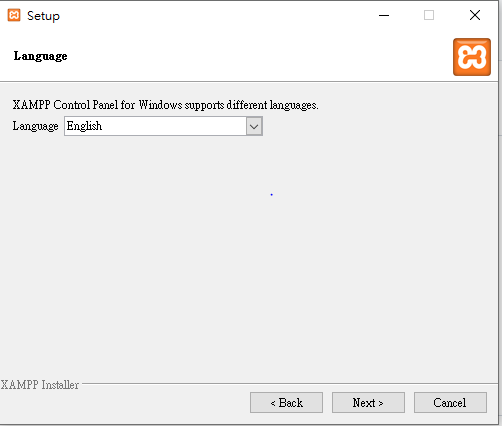 Setup
Language
XAMPP Control Panel for Windows supports different languages.
Language English
XAMPP Installer
< Back Next > Cancel